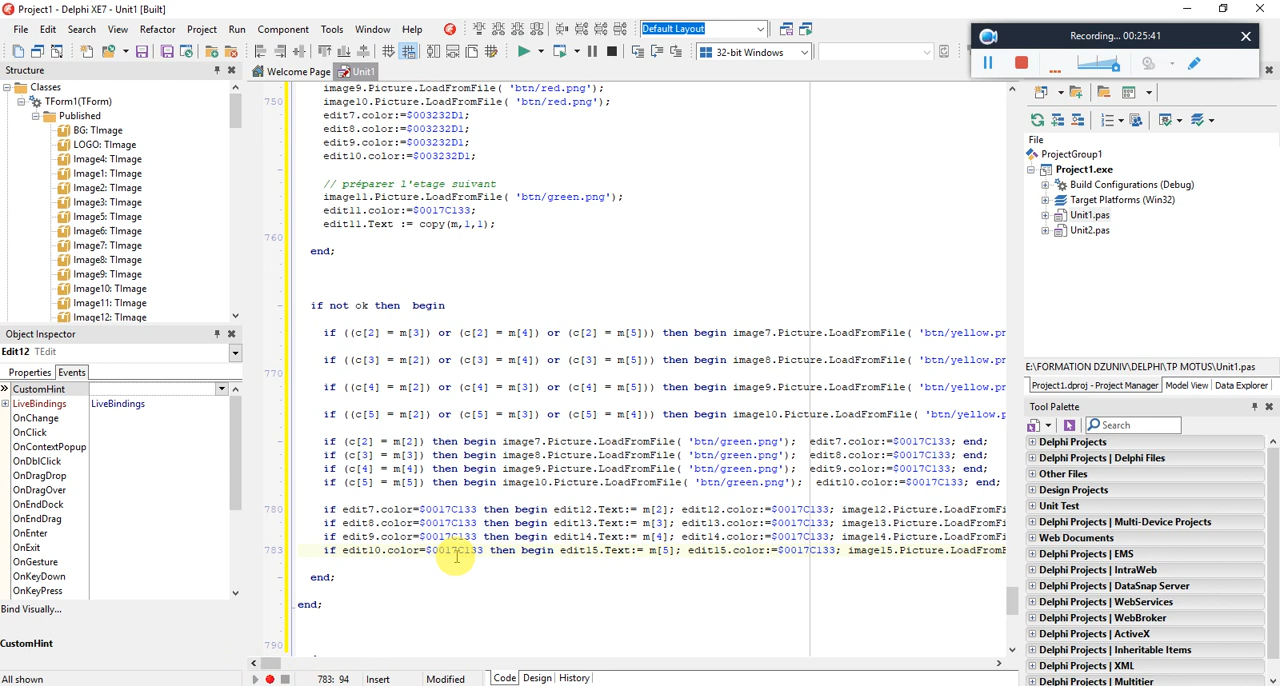 Project1 - Delphi XE7 - Unit1 [Built]
File Edit Search View Refactor Project Run Component Tools Window Help
Default Layout
Recording... 00:25:41
32-bit Windows
Structure
Welcome Page Unit1
Classes
TForm1(TForm)
Published
BG: TImage
LOGO: TImage
Image4: TImage
Image1: TImage
Image2: TImage
Image3: TImage
Image5: TImage
Image6: TImage
Image7: TImage
Image8: TImage
Image9: TImage
Image10: TImage
Image11: TImage
Image12: TImage
Object Inspector
Edit12 TEdit
Properties Events
CustomHint
LiveBindings LiveBindings
OnChange
OnClick
OnContextPopup
OnDblClick
OnDragDrop
OnDragOver
OnEndDock
OnEndDrag
OnEnter
OnExit
OnGesture
OnKeyDown
OnKeyPress
Bind Visually...
CustomHint
All shown
image9.Picture.LoadFromFile( 'btn/red.png');
750 image10.Picture.LoadFromFile( 'btn/red.png');
edit7.color:=$003232D1;
edit8.color:=$003232D1;
edit9.color:=$003232D1;
edit10.color:=$003232D1;
// préparer l'etage suivant
image11.Picture.LoadFromFile( 'btn/green.png');
edit11.color:=$0017C133;
edit11.Text := copy(m,1,1);
760
end;
if not ok then begin
if ((c[2] = m[3]) or (c[2] = m[4]) or (c[2] = m[5])) then begin image7.Picture.LoadFromFile( 'btn/yellow.pn
if ((c[3] = m[2]) or (c[3] = m[4]) or (c[3] = m[5])) then begin image8.Picture.LoadFromFile( 'btn/yellow.pn
770
if ((c[4] = m[2]) or (c[4] = m[3]) or (c[4] = m[5])) then begin image9.Picture.LoadFromFile( 'btn/yellow.pn
if ((c[5] = m[2]) or (c[5] = m[3]) or (c[5] = m[4])) then begin image10.Picture.LoadFromFile( 'btn/yellow.p
if (c[2] = m[2]) then begin image7.Picture.LoadFromFile( 'btn/green.png'); edit7.color:=$0017C133; end;
if (c[3] = m[3]) then begin image8.Picture.LoadFromFile( 'btn/green.png'); edit8.color:=$0017C133; end;
if (c[4] = m[4]) then begin image9.Picture.LoadFromFile( 'btn/green.png'); edit9.color:=$0017C133; end;
if (c[5] = m[5]) then begin image10.Picture.LoadFromFile( 'btn/green.png'); edit10.color:=$0017C133; end;
780 if edit7.color=$0017C133 then begin edit12.Text:= m[2]; edit12.color:=$0017C133; image12.Picture.LoadFromFi
if edit8.color=$0017C133 then begin edit13.Text:= m[3]; edit13.color:=$0017C133; image13.Picture.LoadFromFi
if edit9.color=$0017C133 then begin edit14.Text:= m[4]; edit14.color:=$0017C133; image14.Picture.LoadFromFi
783 if edit10.color=$0017C133 then begin edit15.Text:= m[5]; edit15.color:=$0017C133; image15.Picture.LoadFromF
end;
end;
790
783: 94 Insert Modified Code Design History
File
ProjectGroup1
Project1.exe
Build Configurations (Debug)
Target Platforms (Win32)
Unit1.pas
Unit2.pas
E:\FORMATION DZUNIV\DELPHI\TP MOTUS\Unit1.pas
Project1.dproj - Project Manager Model View Data Explorer
Tool Palette
Search
Delphi Projects
Delphi Projects | Delphi Files
Other Files
Design Projects
Unit Test
Delphi Projects | Multi-Device Projects
Web Documents
Delphi Projects | EMS
Delphi Projects | IntraWeb
Delphi Projects | DataSnap Server
Delphi Projects | WebServices
Delphi Projects | WebBroker
Delphi Projects | ActiveX
Delphi Projects | Inheritable Items
Delphi Projects | XML
Delphi Projects | Multitier